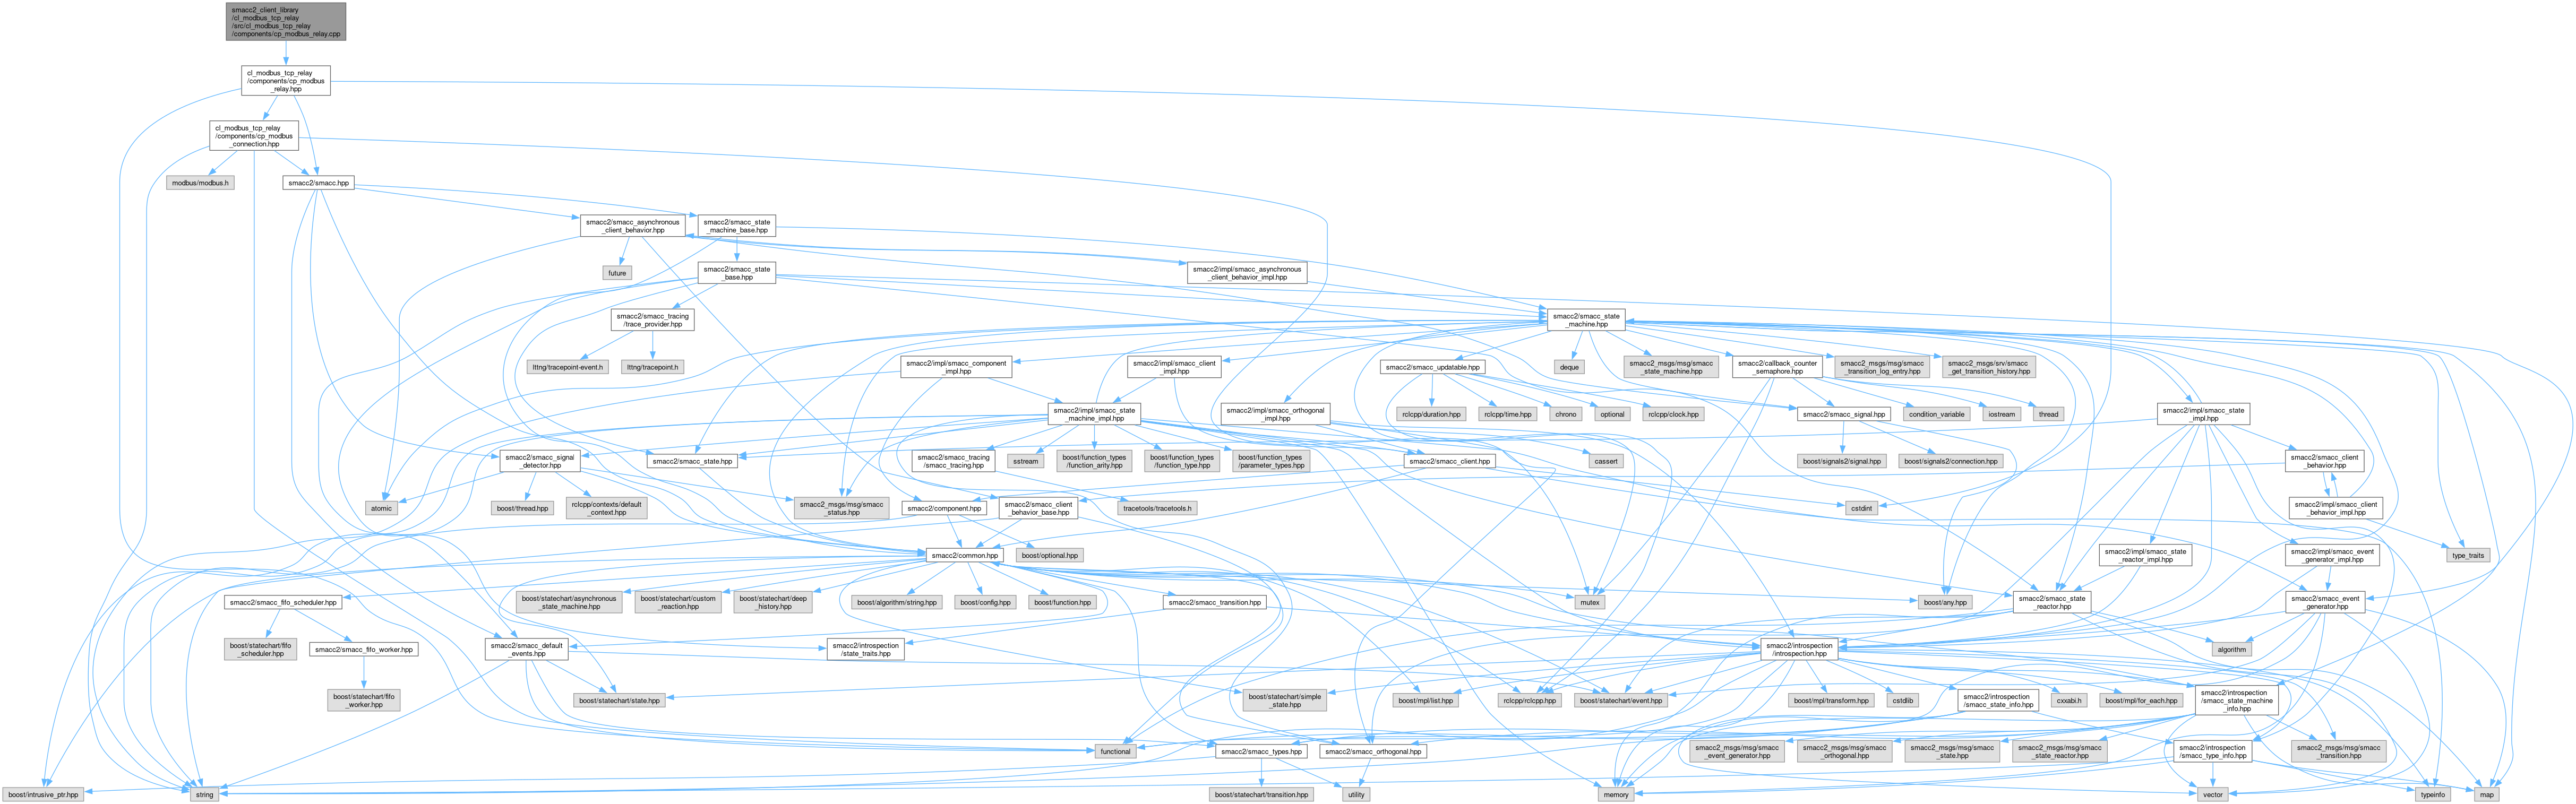 smacc2_client_library
/cl_modbus_tcp_relay
/src/cl_modbus_tcp_relay
/components/cp_modbus_relay.cpp
cl_modbus_tcp_relay
/components/cp_modbus
_relay.hpp
cl_modbus_tcp_relay
/components/cp_modbus
_connection.hpp
modbus/modbus.h
smacc2/smacc.hpp
smacc2/smacc_asynchronous
_client_behavior.hpp
smacc2/smacc_state
_machine_base.hpp
future
smacc2/smacc_state
_base.hpp
smacc2/impl/smacc_asynchronous
_client_behavior_impl.hpp
smacc2/smacc_tracing
/trace_provider.hpp
smacc2/smacc_state
_machine.hpp
lttng/tracepoint-event.h
lttng/tracepoint.h
smacc2/impl/smacc_component
_impl.hpp
smacc2/impl/smacc_client
_impl.hpp
smacc2/smacc_updatable.hpp
deque
smacc2_msgs/msg/smacc
_state_machine.hpp
smacc2/callback_counter
_semaphore.hpp
smacc2_msgs/msg/smacc
_transition_log_entry.hpp
smacc2_msgs/srv/smacc
_get_transition_history.hpp
smacc2/impl/smacc_state
_machine_impl.hpp
smacc2/impl/smacc_orthogonal
_impl.hpp
rclcpp/duration.hpp
rclcpp/time.hpp
chrono
optional
rclcpp/clock.hpp
smacc2/smacc_signal.hpp
condition_variable
iostream
thread
smacc2/impl/smacc_state
_impl.hpp
smacc2/smacc_signal
_detector.hpp
smacc2/smacc_state.hpp
smacc2/smacc_tracing
/smacc_tracing.hpp
sstream
boost/function_types
/function_arity.hpp
boost/function_types
/function_type.hpp
boost/function_types
/parameter_types.hpp
smacc2/smacc_client.hpp
cassert
boost/signals2/signal.hpp
boost/signals2/connection.hpp
smacc2/smacc_client
_behavior.hpp
atomic
boost/thread.hpp
rclcpp/contexts/default
_context.hpp
smacc2_msgs/msg/smacc
_status.hpp
smacc2/component.hpp
smacc2/smacc_client
_behavior_base.hpp
tracetools/tracetools.h
cstdint
smacc2/impl/smacc_client
_behavior_impl.hpp
smacc2/common.hpp
boost/optional.hpp
smacc2/impl/smacc_state
_reactor_impl.hpp
smacc2/impl/smacc_event
_generator_impl.hpp
type_traits
smacc2/smacc_fifo_scheduler.hpp
boost/statechart/asynchronous
_state_machine.hpp
boost/statechart/custom
_reaction.hpp
boost/statechart/deep
_history.hpp
boost/algorithm/string.hpp
boost/config.hpp
boost/function.hpp
smacc2/smacc_transition.hpp
mutex
boost/any.hpp
smacc2/smacc_state
_reactor.hpp
smacc2/smacc_event
_generator.hpp
boost/statechart/fifo
_scheduler.hpp
smacc2/smacc_fifo_worker.hpp
smacc2/smacc_default
_events.hpp
smacc2/introspection
/state_traits.hpp
smacc2/introspection
/introspection.hpp
algorithm
boost/statechart/fifo
_worker.hpp
boost/statechart/state.hpp
boost/statechart/simple
_state.hpp
boost/mpl/list.hpp
rclcpp/rclcpp.hpp
boost/statechart/event.hpp
boost/mpl/transform.hpp
cstdlib
smacc2/introspection
/smacc_state_info.hpp
cxxabi.h
boost/mpl/for_each.hpp
smacc2/introspection
/smacc_state_machine
_info.hpp
functional
smacc2/smacc_types.hpp
smacc2/smacc_orthogonal.hpp
smacc2_msgs/msg/smacc
_event_generator.hpp
smacc2_msgs/msg/smacc
_orthogonal.hpp
smacc2_msgs/msg/smacc
_state.hpp
smacc2_msgs/msg/smacc
_state_reactor.hpp
smacc2/introspection
/smacc_type_info.hpp
smacc2_msgs/msg/smacc
_transition.hpp
boost/intrusive_ptr.hpp
string
boost/statechart/transition.hpp
utility
memory
vector
typeinfo
map